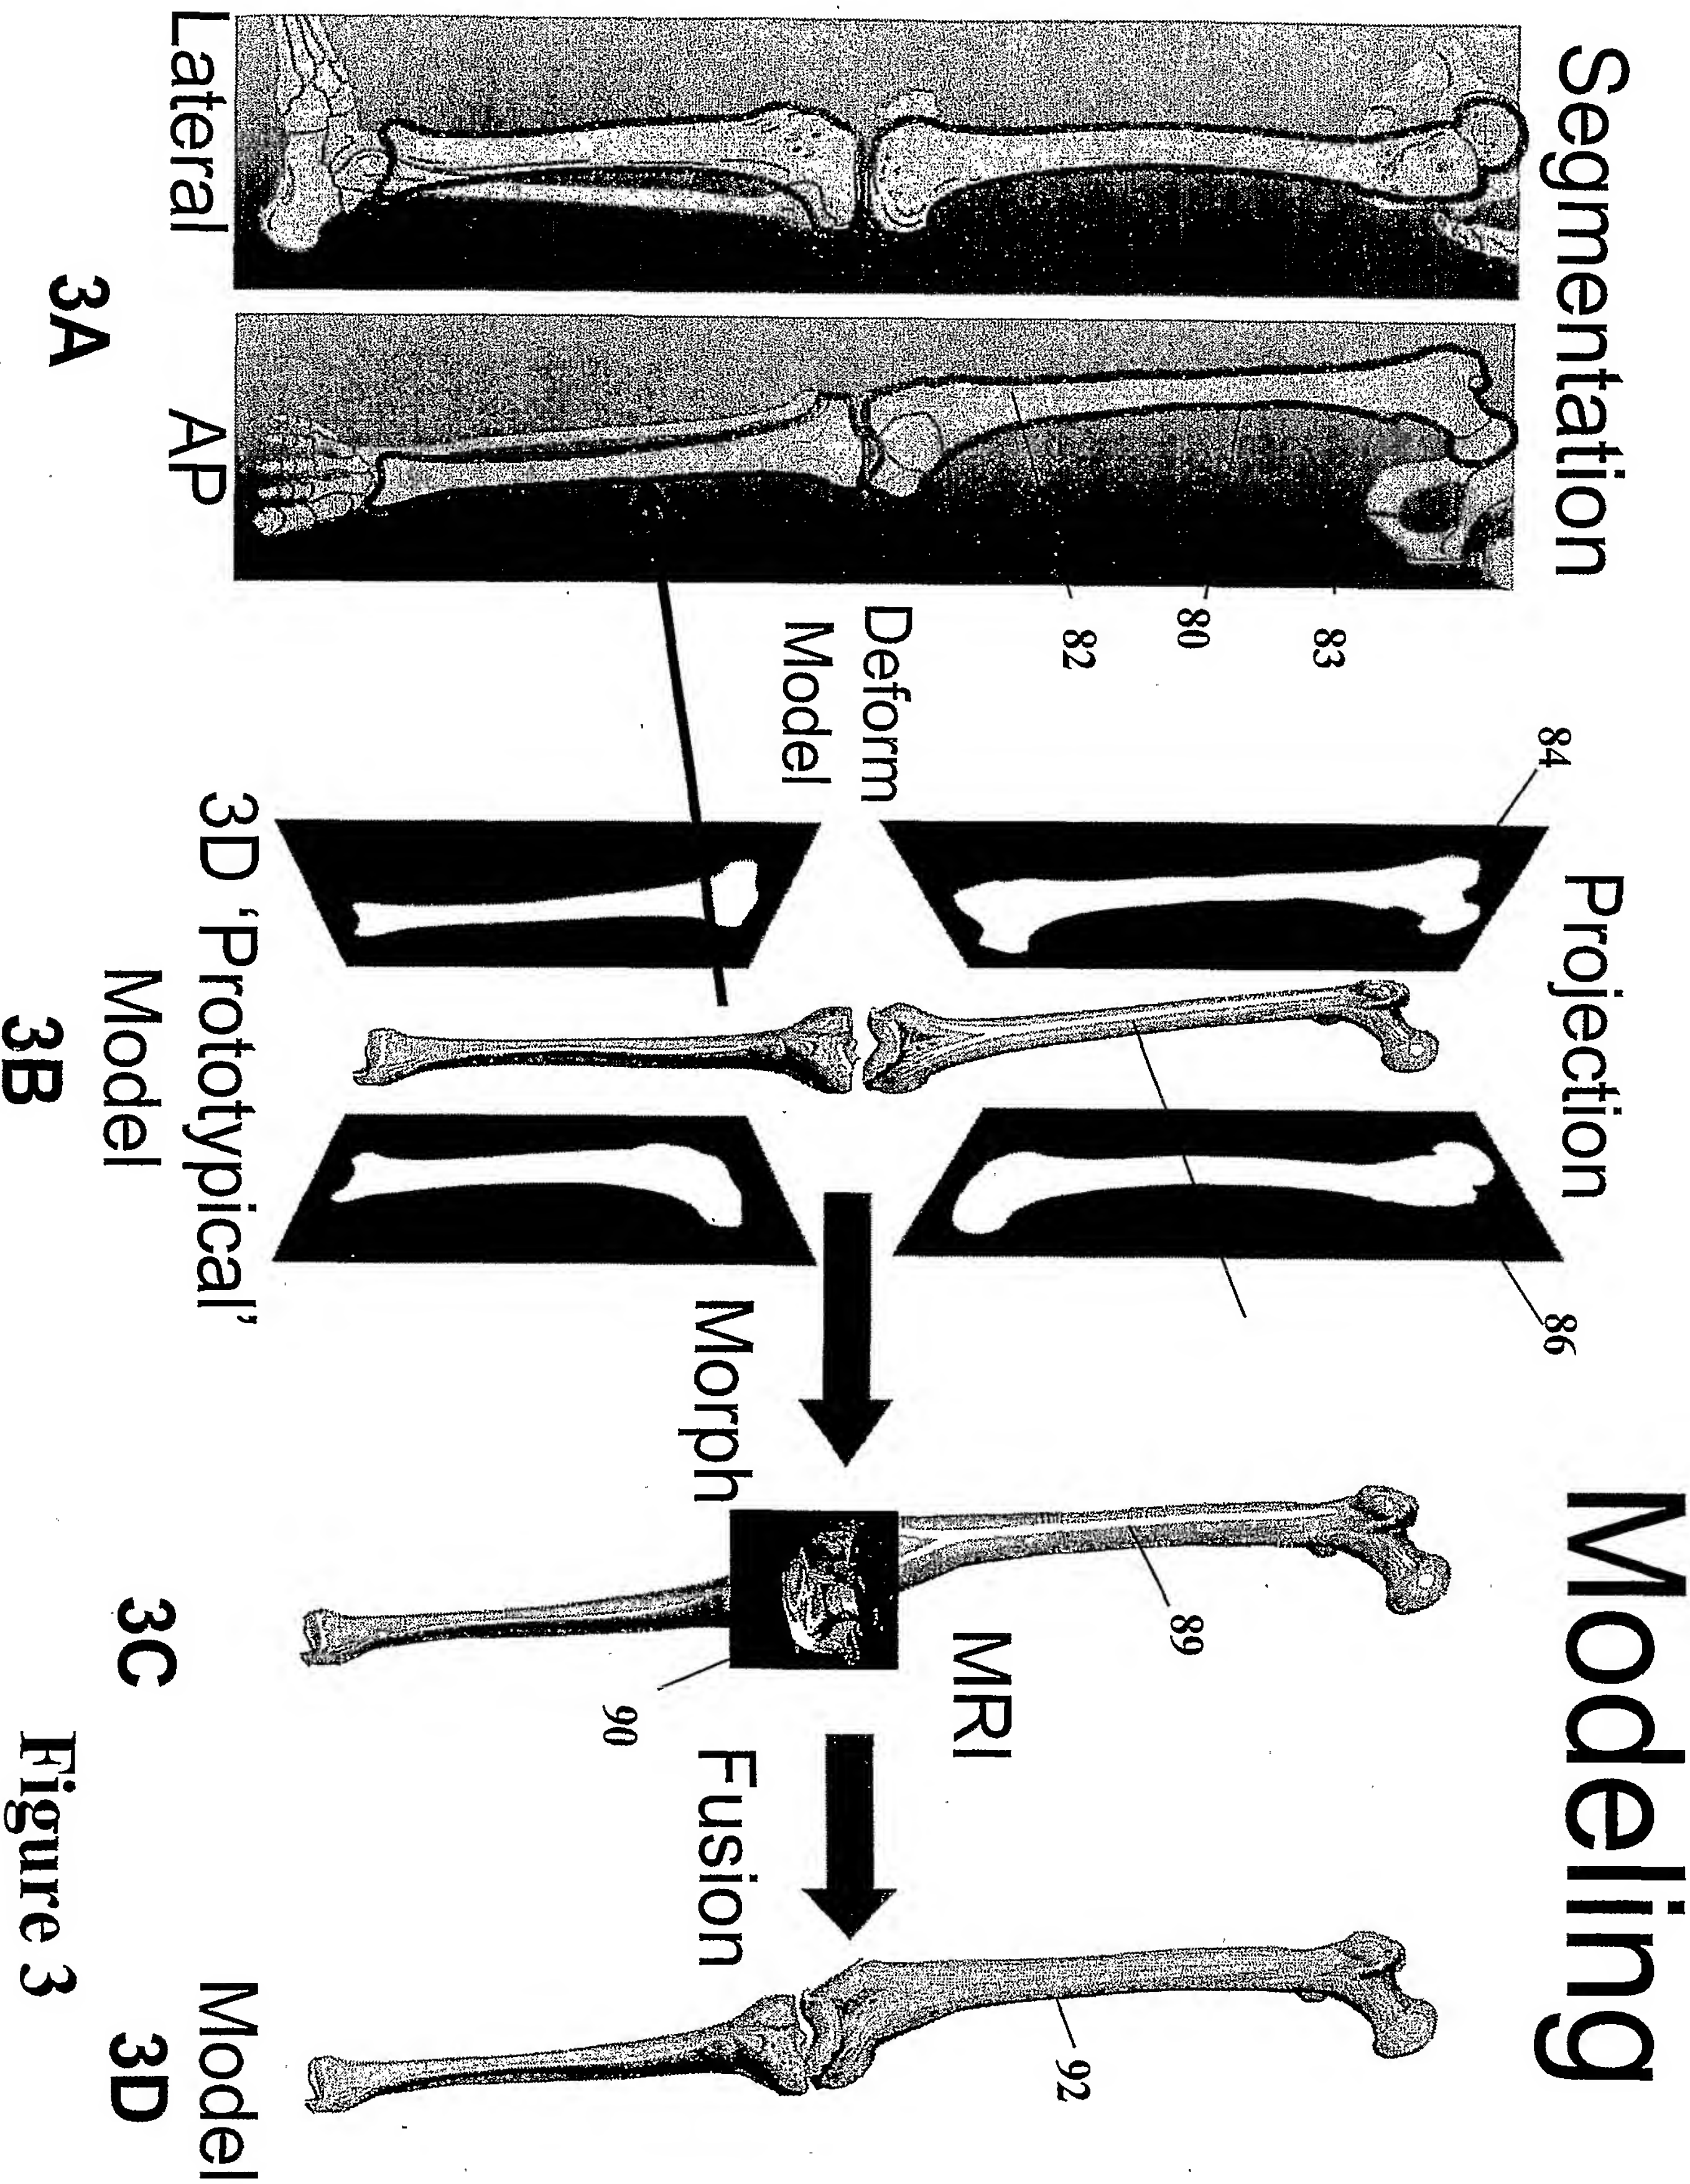 Modeling
Segmentation
Projection
84
86
83
80
82
89
92
90
Deform
Model
MRI
Morph
Fusion
Lateral
AP
3D ‘Prototypical’
Model
Model
3A
3B
3C
3D
Figure 3